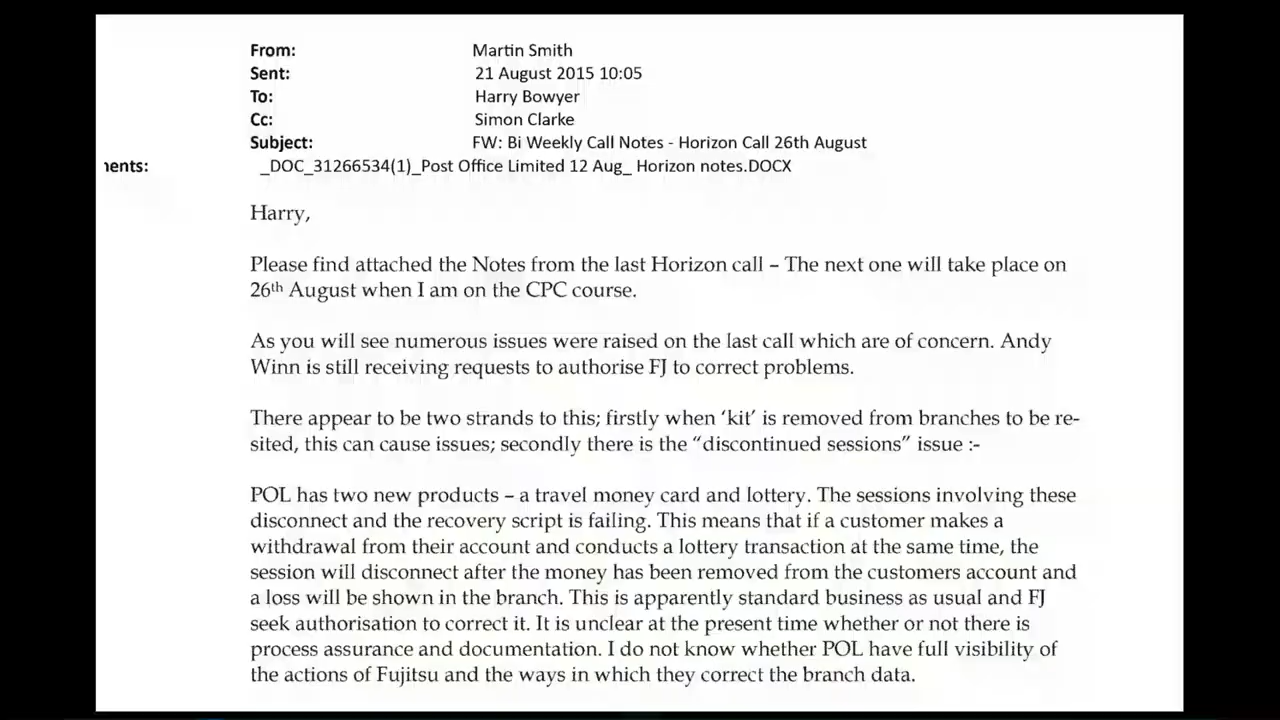 From: Martin Smith
Sent: 21 August 2015 10:05
To: Harry Bowyer
Cc: Simon Clarke
Subject: FW: Bi Weekly Call Notes - Horizon Call 26th August
nents: _DOC_31266534(1)_Post Office Limited 12 Aug_ Horizon notes.DOCX
Harry,
Please find attached the Notes from the last Horizon call – The next one will take place on
26th August when I am on the CPC course.
As you will see numerous issues were raised on the last call which are of concern. Andy
Winn is still receiving requests to authorise FJ to correct problems.
There appear to be two strands to this; firstly when ‘kit’ is removed from branches to be re-
sited, this can cause issues; secondly there is the “discontinued sessions” issue :-
POL has two new products – a travel money card and lottery. The sessions involving these
disconnect and the recovery script is failing. This means that if a customer makes a
withdrawal from their account and conducts a lottery transaction at the same time, the
session will disconnect after the money has been removed from the customers account and
a loss will be shown in the branch. This is apparently standard business as usual and FJ
seek authorisation to correct it. It is unclear at the present time whether or not there is
process assurance and documentation. I do not know whether POL have full visibility of
the actions of Fujitsu and the ways in which they correct the branch data.